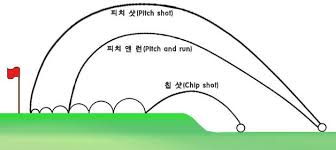 피치 샷(Pitch shot)
피치 앤 런(Pitch and run)
칩 샷(Chip shot)